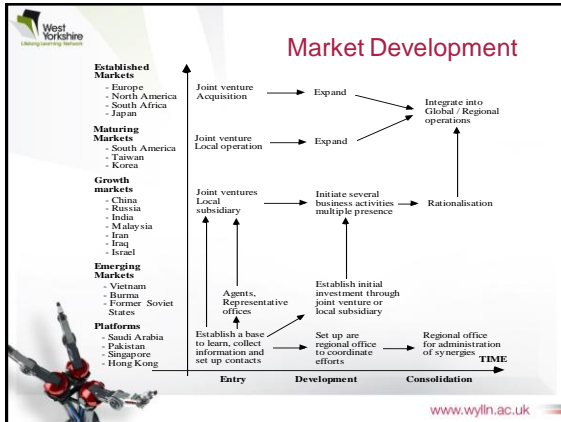 West
Yorkshire
Lifelong Learning Network
Market Development
Established
Markets
- Europe
- North America
- South Africa
- Japan
Maturing
Markets
- South America
- Taiwan
- Korea
Growth
markets
- China
- Russia
- India
- Malaysia
- Iran
- Iraq
- Israel
Emerging
Markets
- Vietnam
- Burma
- Former Soviet
States
Platforms
- Saudi Arabia
- Pakistan
- Singapore
- Hong Kong
Joint venture
Acquisition
Expand
Integrate into
Global / Regional
operations
Joint venture
Local operation
Expand
Joint ventures
Local
subsidiary
Initiate several
business activities
multiple presence
Rationalisation
Agents,
Representative
offices
Establish initial
investment through
joint venture or
local subsidiary
Establish a base
to learn, collect
information and
set up contacts
Set up are
regional office
to coordinate
efforts
Regional office
for administration
of synergies
TIME
Entry
Development
Consolidation
www.wylln.ac.uk